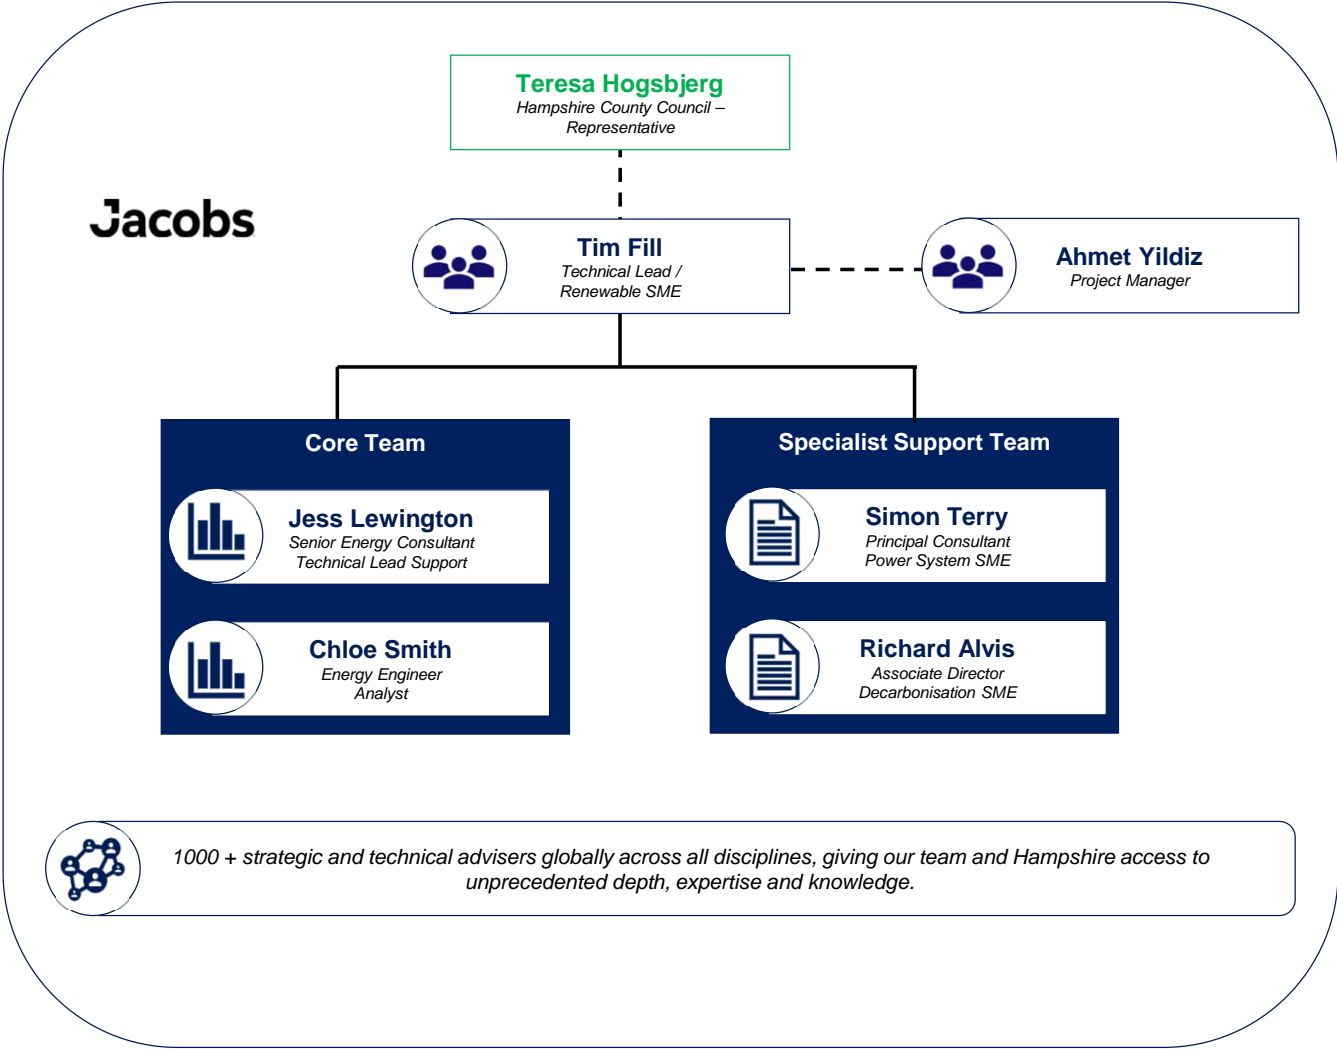 Teresa Hogsbjerg
Hampshire County Council –
Representative
Jacobs
Tim Fill
Technical Lead /
Renewable SME
Ahmet Yildiz
Project Manager
Core Team
Jess Lewington
Senior Energy Consultant
Technical Lead Support
Chloe Smith
Energy Engineer
Analyst
Specialist Support Team
Simon Terry
Principal Consultant
Power System SME
Richard Alvis
Associate Director
Decarbonisation SME
1000 + strategic and technical advisers globally across all disciplines, giving our team and Hampshire access to
unprecedented depth, expertise and knowledge.